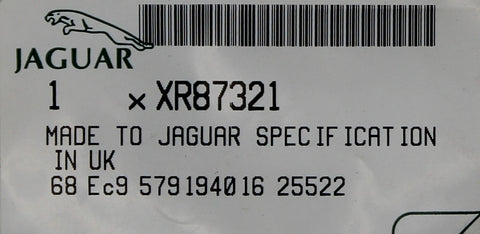 JAGUAR
1 x XR87321
MADE TO JAGUAR SPECIFICATION
IN UK
68 Ec9 579194016 25522